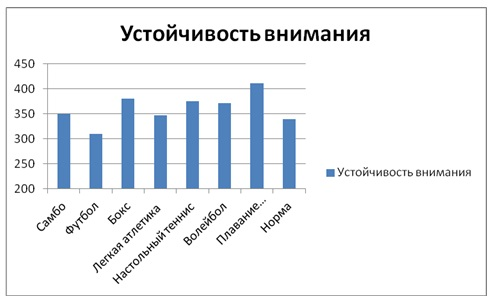 Устойчивость внимания
450
400
350
300
250
200
Самбо
Футбол
Бокс
Легкая атлетика
Настольный теннис
Волейбол
Плавание...
Норма
Устойчивость внимания